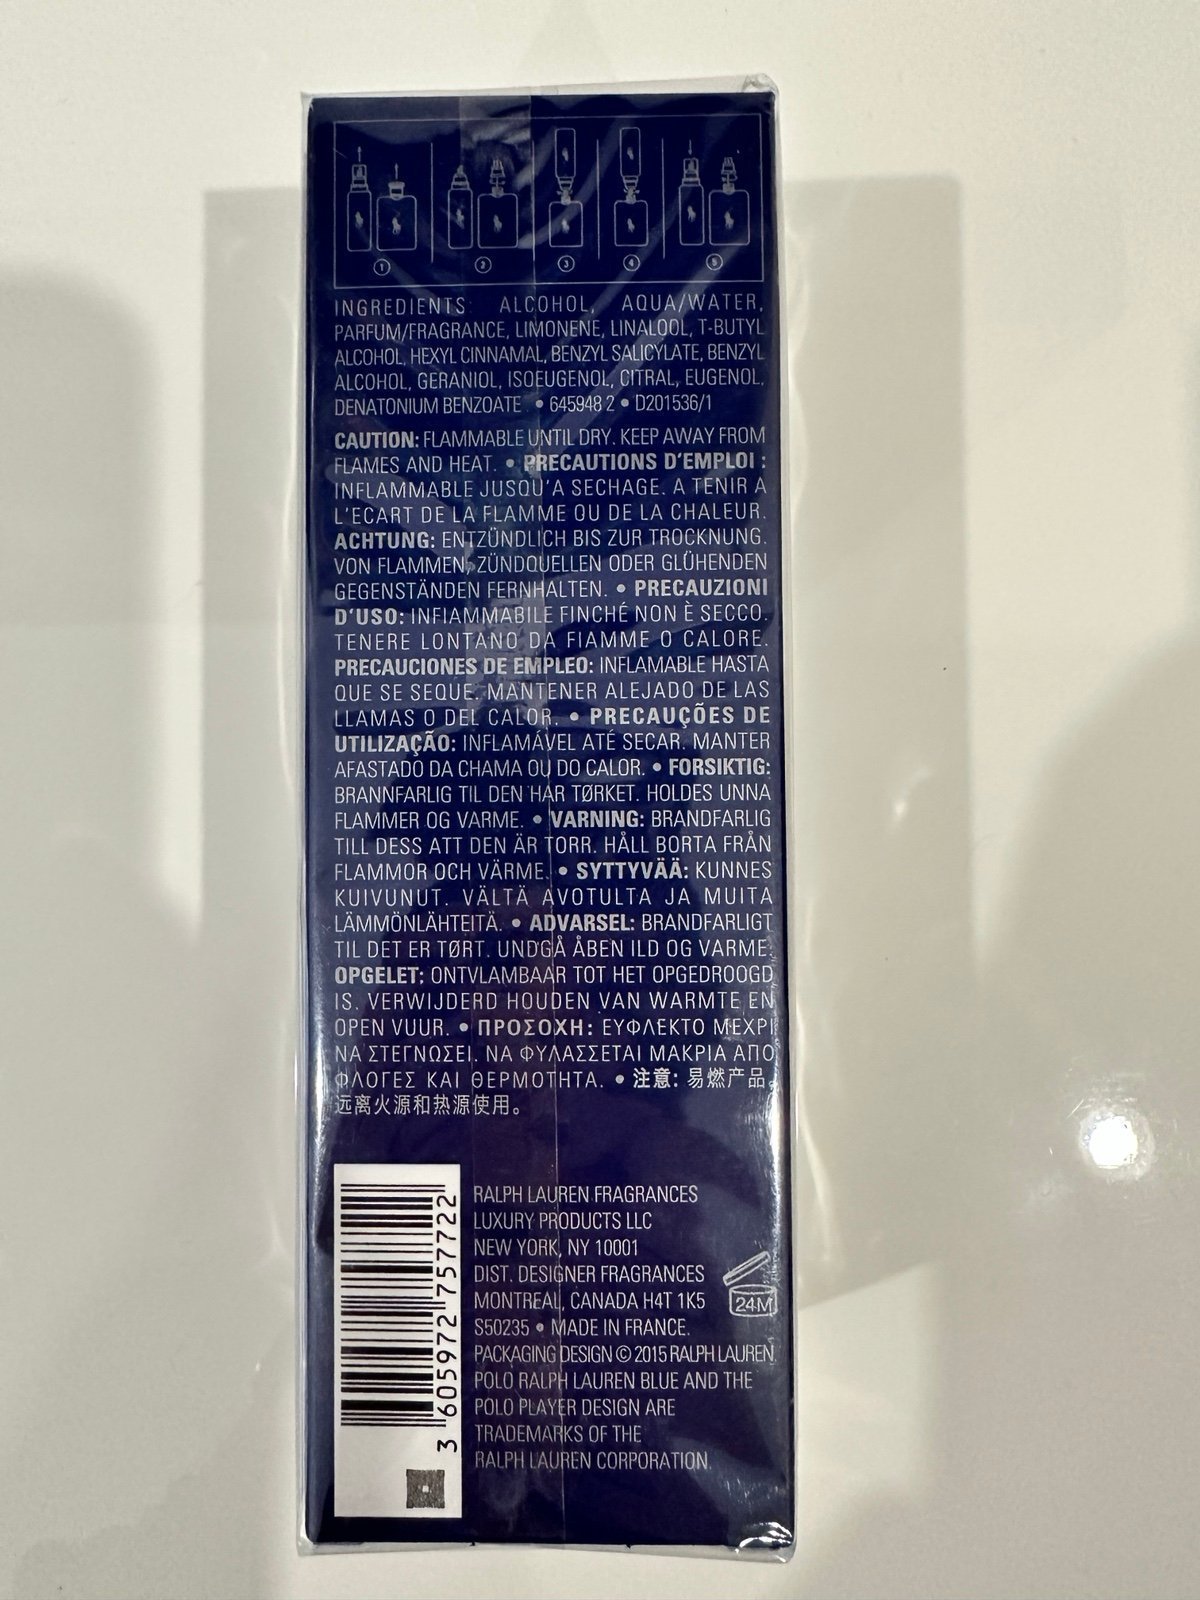 1 2 3 4 5
INGREDIENTS: ALCOHOL, AQUA/WATER,
PARFUM/FRAGRANCE, LIMONENE, LINALOOL, T-BUTYL
ALCOHOL, HEXYL CINNAMAL, BENZYL SALICYLATE, BENZYL
ALCOHOL, GERANIOL, ISOEUGENOL, CITRAL, EUGENOL,
DENATONIUM BENZOATE • 645948 2 • D201536/1
CAUTION: FLAMMABLE UNTIL DRY. KEEP AWAY FROM
FLAMES AND HEAT. • PRECAUTIONS D'EMPLOI :
INFLAMMABLE JUSQU'A SECHAGE. A TENIR A
L'ECART DE LA FLAMME OU DE LA CHALEUR.
ACHTUNG: ENTZÜNDLICH BIS ZUR TROCKNUNG.
VON FLAMMEN, ZÜNDQUELLEN ODER GLÜHENDEN
GEGENSTÄNDEN FERNHALTEN. • PRECAUZIONI
D'USO: INFIAMMABILE FINCHÉ NON È SECCO.
TENERE LONTANO DA FIAMME O CALORE.
PRECAUCIONES DE EMPLEO: INFLAMABLE HASTA
QUE SE SEQUE. MANTENER ALEJADO DE LAS
LLAMAS O DEL CALOR. • PRECAUÇÕES DE
UTILIZAÇÃO: INFLAMÁVEL ATÉ SECAR. MANTER
AFASTADO DA CHAMA OU DO CALOR. • FORSIKTIG:
BRANNFARLIG TIL DEN HAR TØRKET. HOLDES UNNA
FLAMMER OG VARME. • VARNING: BRANDFARLIG
TILL DESS ATT DEN ÄR TORR. HÅLL BORTA FRÅN
FLAMMOR OCH VÄRME. • SYTTYVÄÄ: KUNNES
KUIVUNUT. VÄLTÄ AVOTULTA JA MUITA
LÄMMÖNLÄHTEITÄ. • ADVARSEL: BRANDFARLIGT
TIL DET ER TØRT. UNDGÅ ÅBEN ILD OG VARME.
OPGELET: ONTVLAMBAAR TOT HET OPGEDROOGD
IS. VERWIJDERD HOUDEN VAN WARMTE EN
OPEN VUUR. • ΠΡΟΣΟΧΗ: ΕΥΦΛΕΚΤΟ ΜΕΧΡΙ
ΝΑ ΣΤΕΓΝΩΣΕΙ. ΝΑ ΦΥΛΑΣΣΕΤΑΙ ΜΑΚΡΙΑ ΑΠΟ
ΦΛΟΓΕΣ ΚΑΙ ΘΕΡΜΟΤΗΤΑ. • 注意: 易燃产品,
远离火源和热源使用。
3 605972 757722
RALPH LAUREN FRAGRANCES
LUXURY PRODUCTS LLC
NEW YORK, NY 10001
DIST. DESIGNER FRAGRANCES
MONTREAL, CANADA H4T 1K5
S50235 • MADE IN FRANCE.
PACKAGING DESIGN © 2015 RALPH LAUREN
POLO RALPH LAUREN BLUE AND THE
POLO PLAYER DESIGN ARE
TRADEMARKS OF THE
RALPH LAUREN CORPORATION.
24M